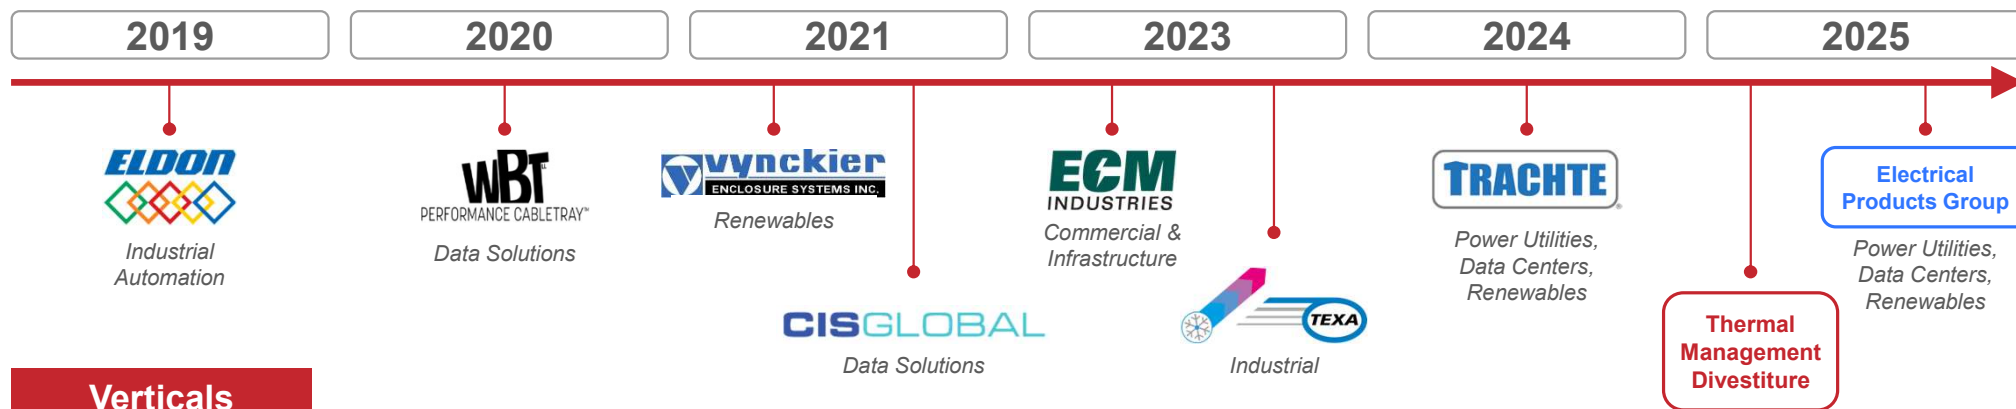 2019
2020
2021
2023
2024
2025
ELDON
Industrial
Automation
WBT LLC
PERFORMANCE CABLETRAY™
Data Solutions
vynckier
ENCLOSURE SYSTEMS INC.
Renewables
CISGLOBAL
Data Solutions
ECM
INDUSTRIES
Commercial &
Infrastructure
TEXA
Industrial
TRACHTE®
Power Utilities,
Data Centers,
Renewables
Thermal
Management
Divestiture
Electrical
Products Group
Power Utilities,
Data Centers,
Renewables
Verticals